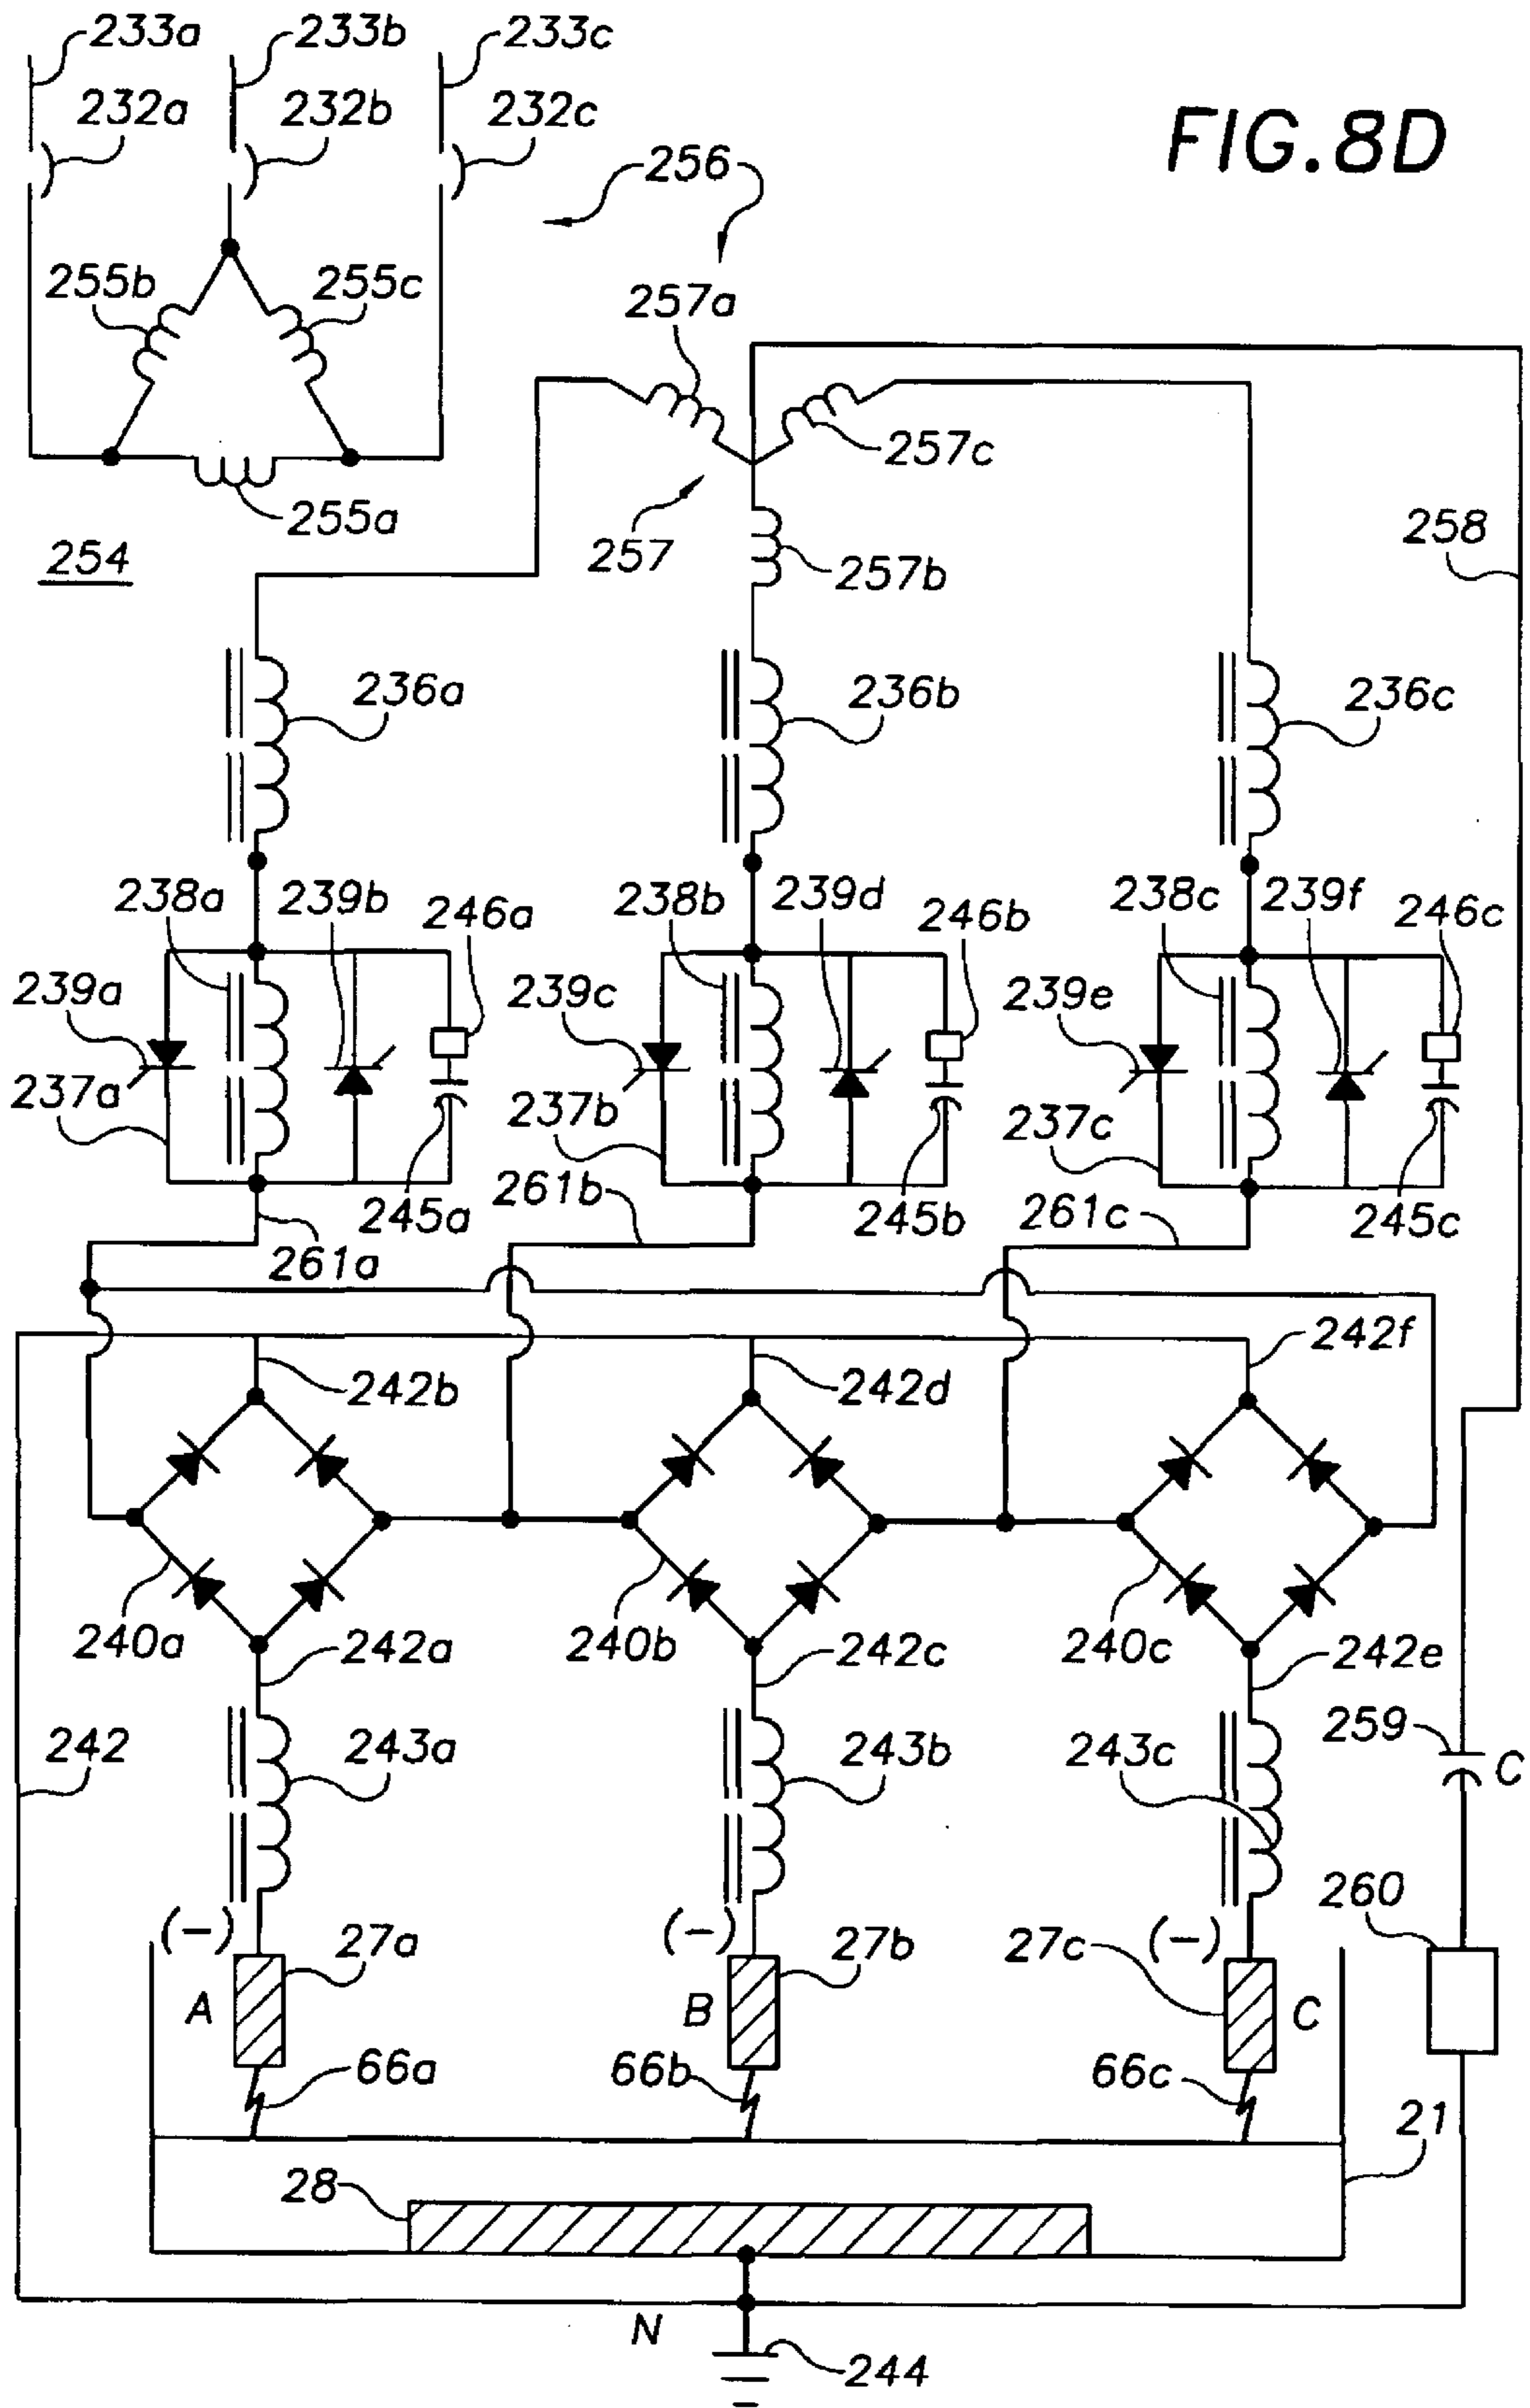 233a 233b 233c
232a 232b 232c
FIG.8D
256
255b 255c
257a
257c
255a
257
257b
258
254
236a 236b 236c
238a 239b 246a 238b 239d 246b 238c 239f 246c
239a 239c 239e
237a 237b 237c
261b
245a 245b 261c 245c
261a
242f
242b 242d
240a 242a 240b 242c 240c 242e
259
C
242 243a 243b 243c
260
(-) 27a (-) 27b 27c (-)
A B C
66a 66b 66c
21
28
N
244